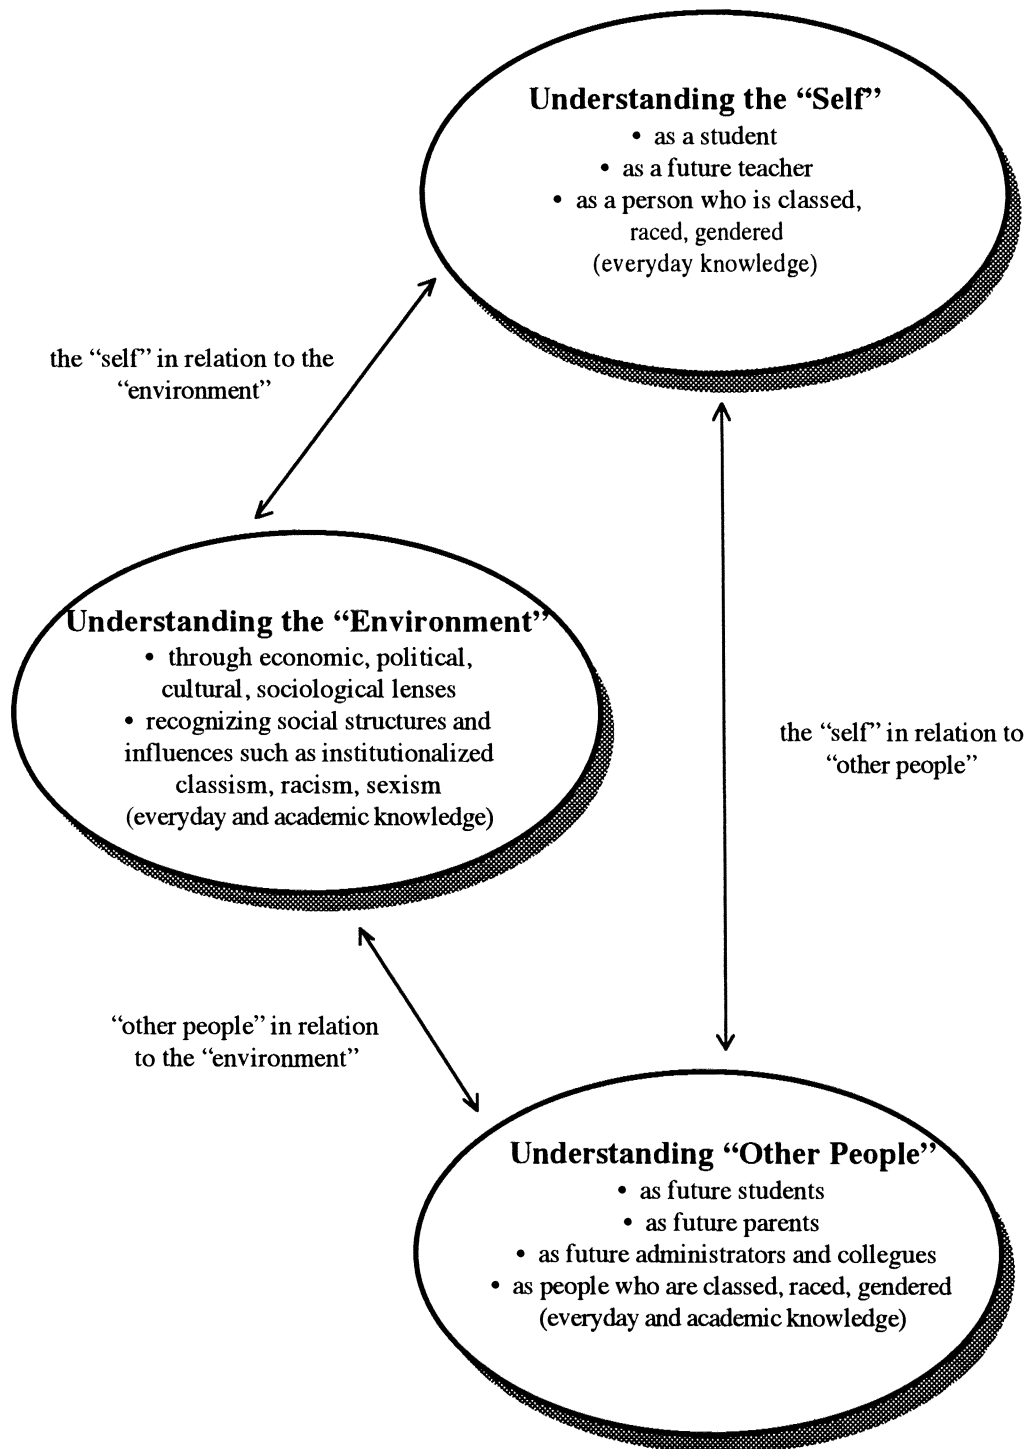 Understanding the “Self”
• as a student
• as a future teacher
• as a person who is classed,
raced, gendered
(everyday knowledge)
the “self” in relation to the
“environment”
Understanding the “Environment”
• through economic, political,
cultural, sociological lenses
• recognizing social structures and
influences such as institutionalized
classism, racism, sexism
(everyday and academic knowledge)
the “self” in relation to
“other people”
“other people” in relation
to the “environment”
Understanding “Other People”
• as future students
• as future parents
• as future administrators and collegues
• as people who are classed, raced, gendered
(everyday and academic knowledge)